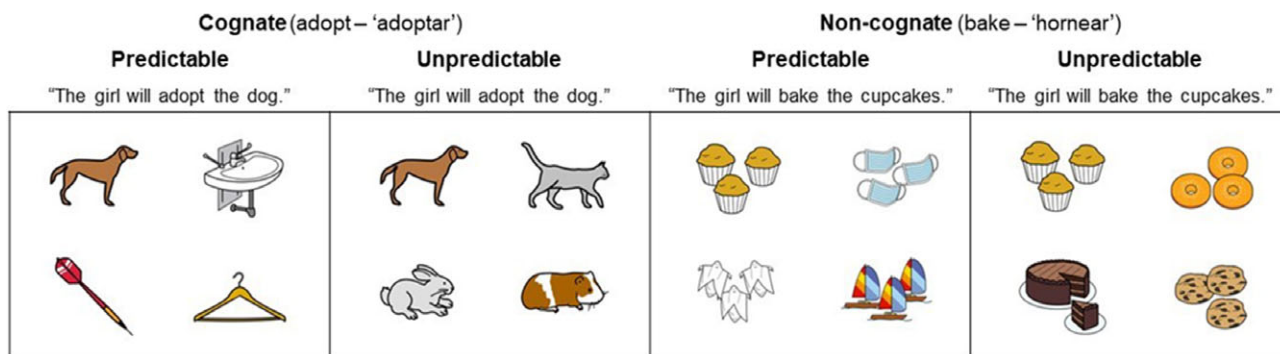 Cognate (adopt – ‘adoptar’)
Non-cognate (bake – ‘hornear’)
Predictable
Unpredictable
Predictable
Unpredictable
“The girl will adopt the dog.”
“The girl will adopt the dog.”
“The girl will bake the cupcakes.”
“The girl will bake the cupcakes.”